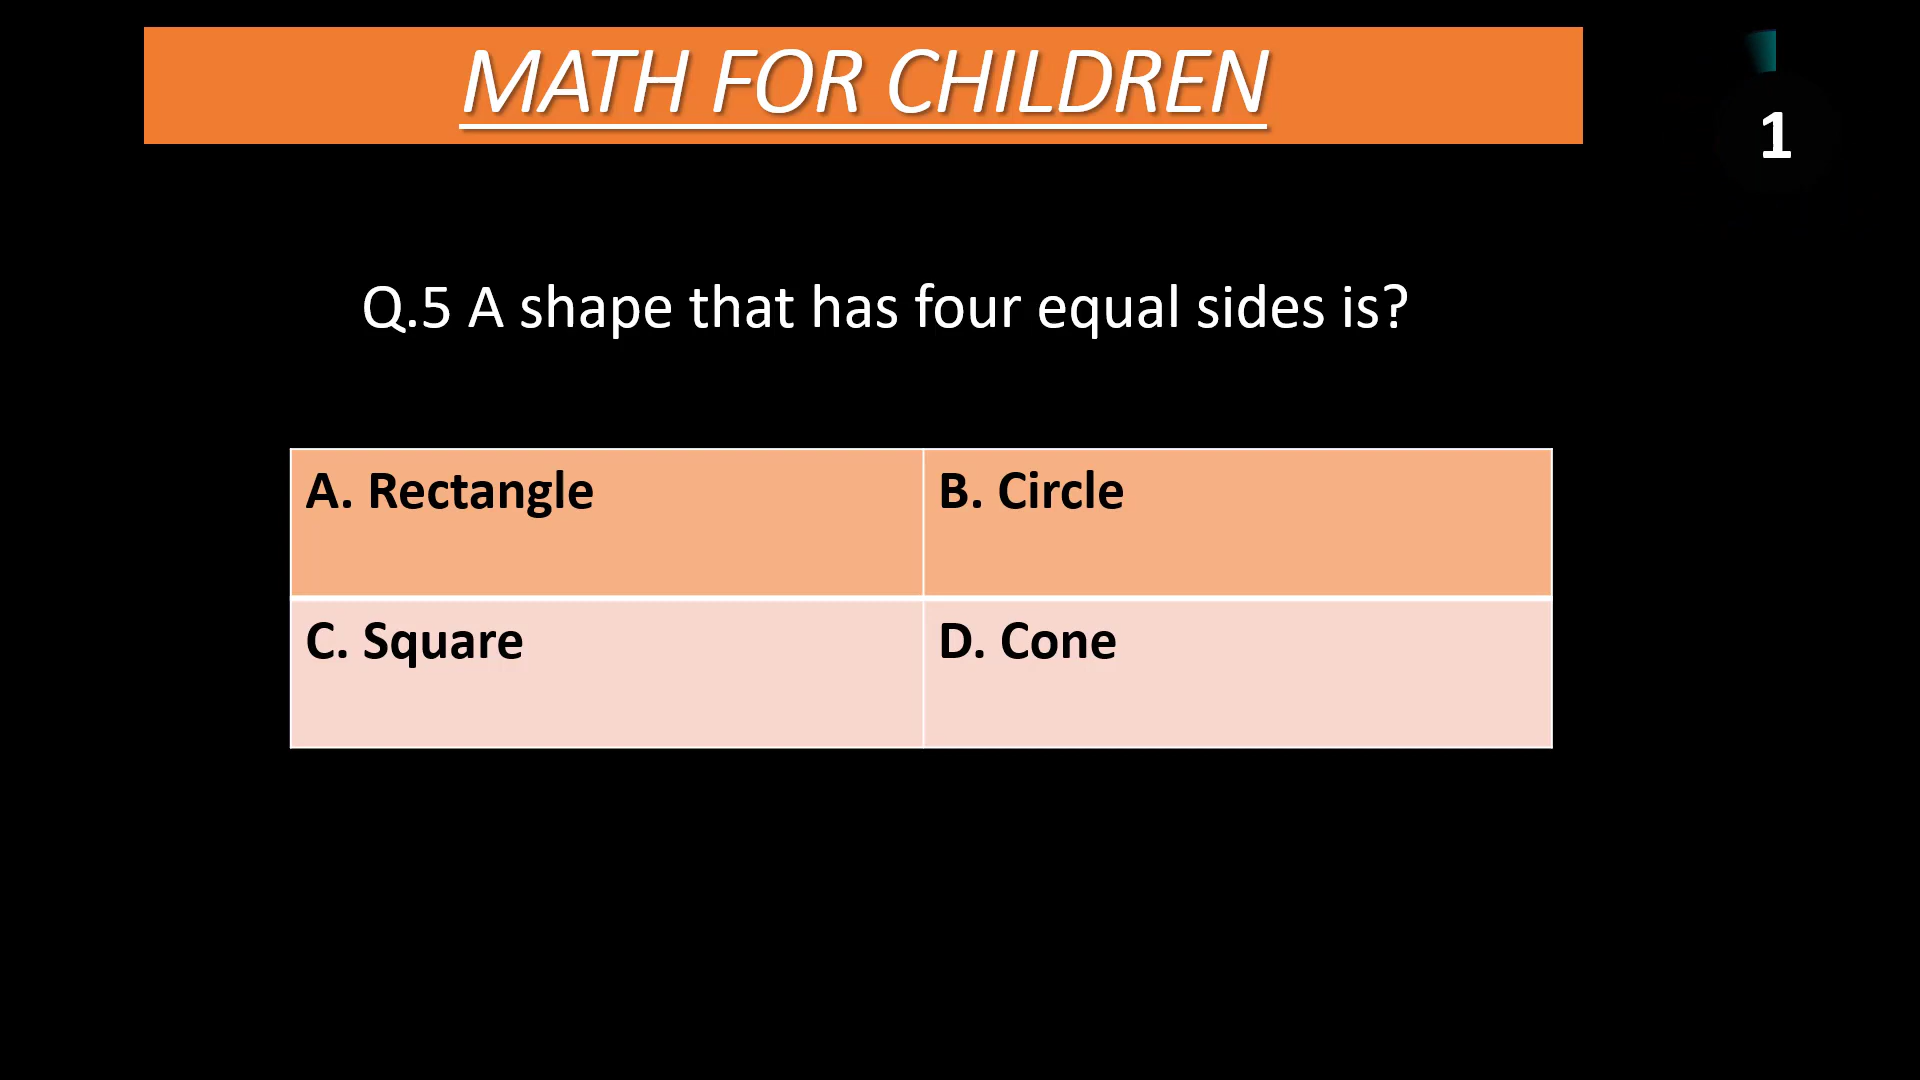 MATH FOR CHILDREN
1
Q.5 A shape that has four equal sides is?
A. Rectangle
B. Circle
C. Square
D. Cone